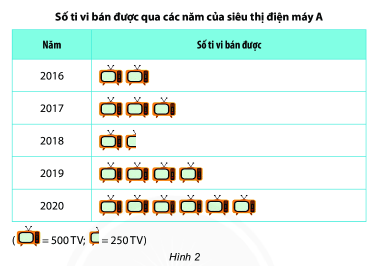 Số ti vi bán được qua các năm của siêu thị điện máy A
Năm Số ti vi bán được
2016
2017
2018
2019
2020
( = 500 TV; = 250 TV)
Hình 2